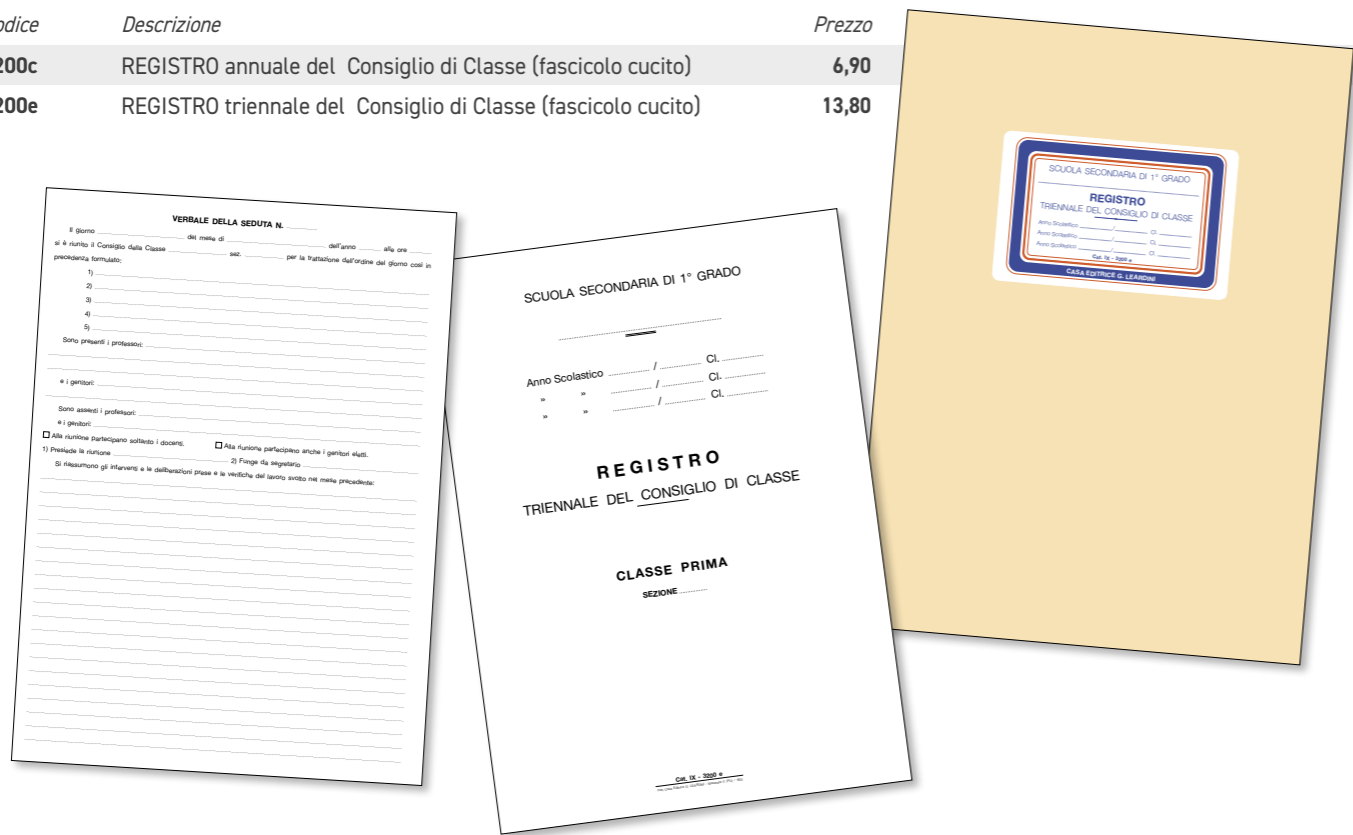 odice Descrizione Prezzo
200c REGISTRO annuale del Consiglio di Classe (fascicolo cucito) 6,90
200e REGISTRO triennale del Consiglio di Classe (fascicolo cucito) 13,80
VERBALE DELLA SEDUTA N.
Il giorno del mese di dell'anno alle ore
si è riunito il Consiglio della Classe sez. per la trattazione dell'ordine del giorno così in
precedenza formulato:
1)
2)
3)
4)
5)
Sono presenti i professori:
e i genitori:
Sono assenti i professori:
e i genitori:
Alla riunione partecipano soltanto i docenti. Alla riunione partecipano anche i genitori eletti.
1) Presiede la riunione 2) Funge da segretario
Si riassumono gli interventi e le deliberazioni prese e le verifiche del lavoro svolto nel mese precedente:
SCUOLA SECONDARIA DI 1° GRADO
Anno Scolastico / Cl.
» » / Cl.
» » / Cl.
REGISTRO
TRIENNALE DEL CONSIGLIO DI CLASSE
CLASSE PRIMA
SEZIONE
Cat. IX - 3200 e
SCUOLA SECONDARIA DI 1° GRADO
REGISTRO
TRIENNALE DEL CONSIGLIO DI CLASSE
Anno Scolastico / Cl.
Anno Scolastico / Cl.
Anno Scolastico / Cl.
Cat. IX - 3200 e
CASA EDITRICE G. LEARDINI